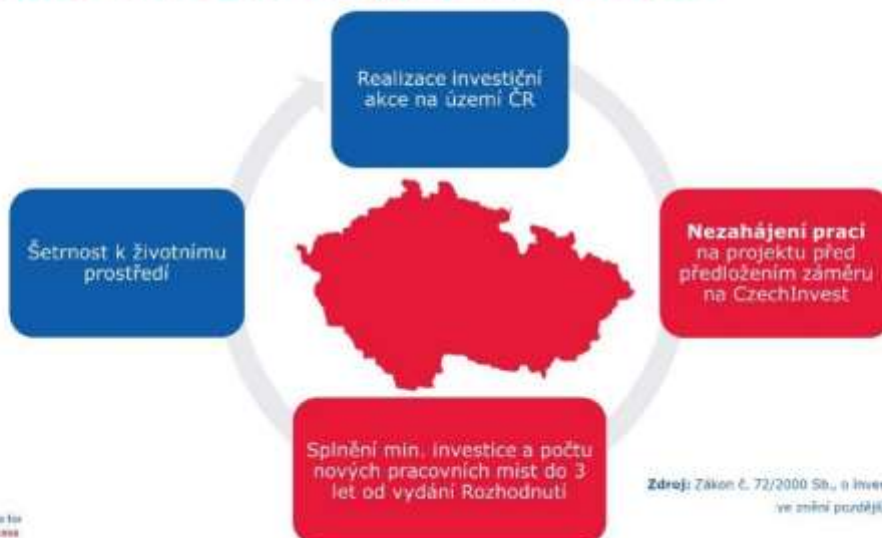 Realizace investiční
akce na území ČR
Šetrnost k životnímu
prostředí
Nezahájení prací
na projektu před
předložením záměru
na CzechInvest
Splnění min. investice a počtu
nových pracovních míst do 3
let od vydání Rozhodnutí
Zdroj: Zákon č. 72/2000 Sb., o
ve znění